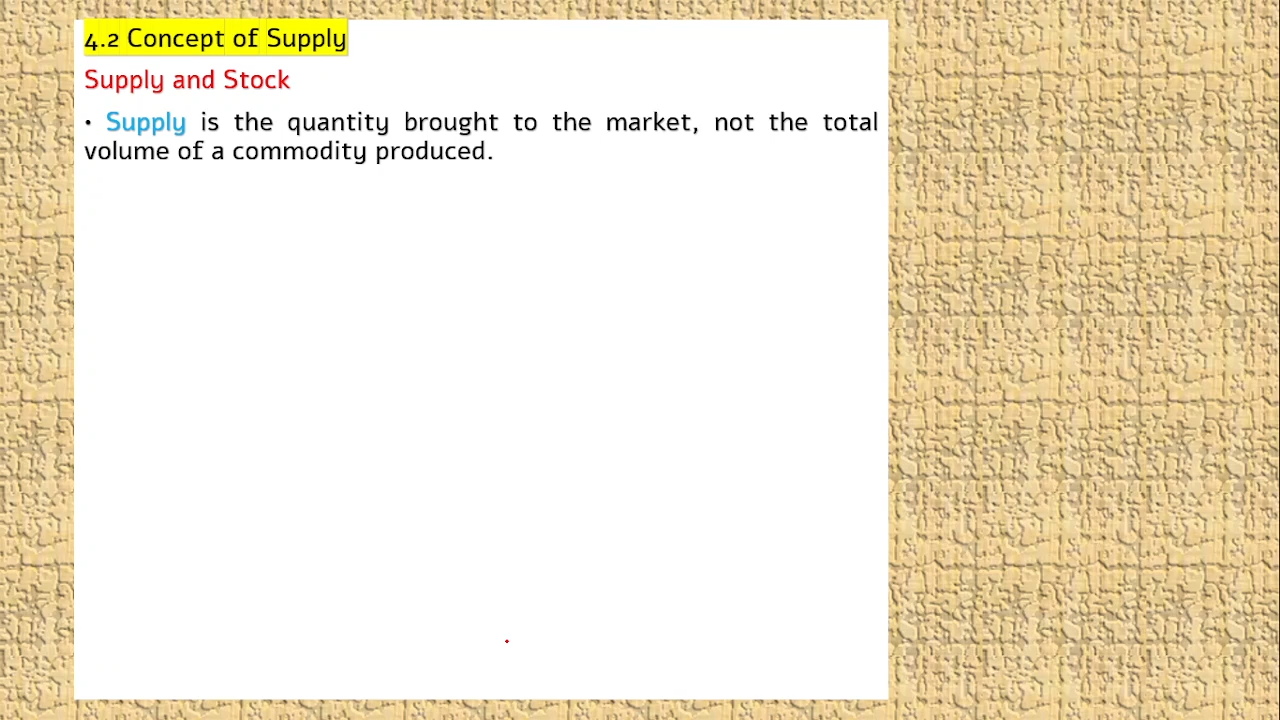 4.2 Concept of Supply
Supply and Stock
• Supply is the quantity brought to the market, not the total
volume of a commodity produced.